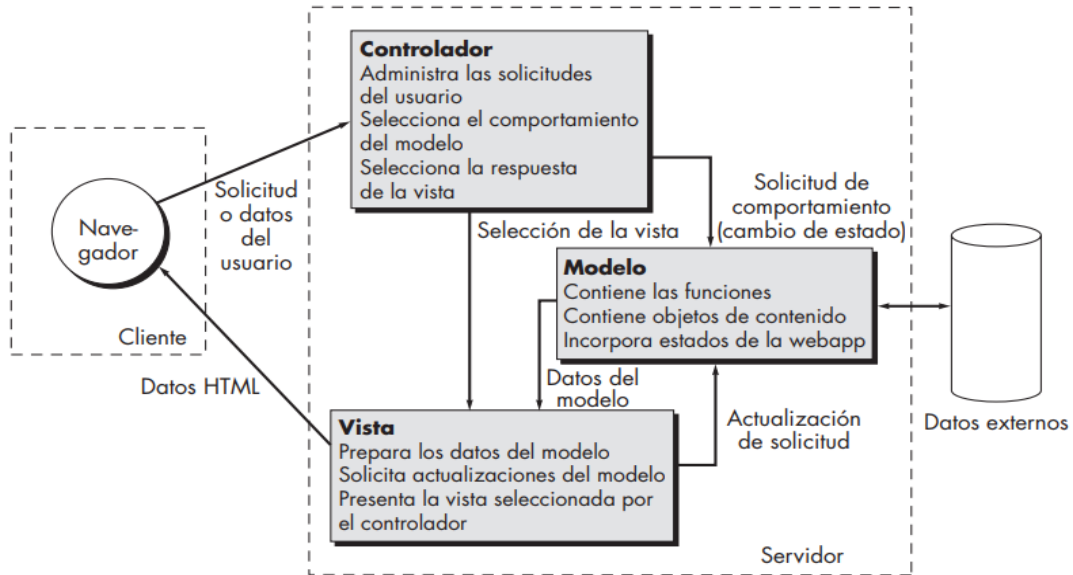 Controlador
Administra las solicitudes
del usuario
Selecciona el comportamiento
del modelo
Selecciona la respuesta
de la vista
Nave-
gador
Cliente
Solicitud
o datos
del
usuario
Selección de la vista
Solicitud de
comportamiento
(cambio de estado)
Modelo
Contiene las funciones
Contiene objetos de contenido
Incorpora estados de la webapp
Datos HTML
Datos del
modelo
Actualización
de solicitud
Datos externos
Vista
Prepara los datos del modelo
Solicita actualizaciones del modelo
Presenta la vista seleccionada por
el controlador
Servidor